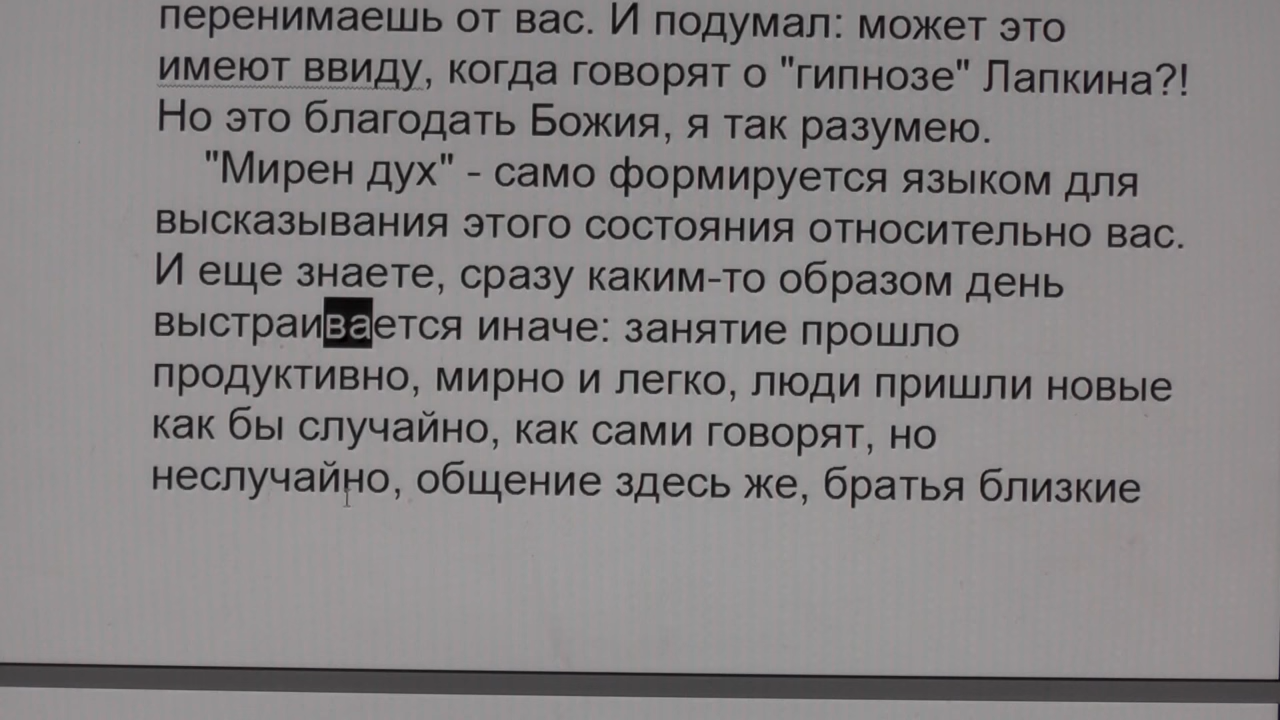 перенимаешь от вас. И подумал: может это
имеют ввиду, когда говорят о "гипнозе" Лапкина?!
Но это благодать Божия, я так разумею.
"Мирен дух" - само формируется языком для
высказывания этого состояния относительно вас.
И еще знаете, сразу каким-то образом день
выстраивается иначе: занятие прошло
продуктивно, мирно и легко, люди пришли новые
как бы случайно, как сами говорят, но
неслучайно, общение здесь же, братья близкие